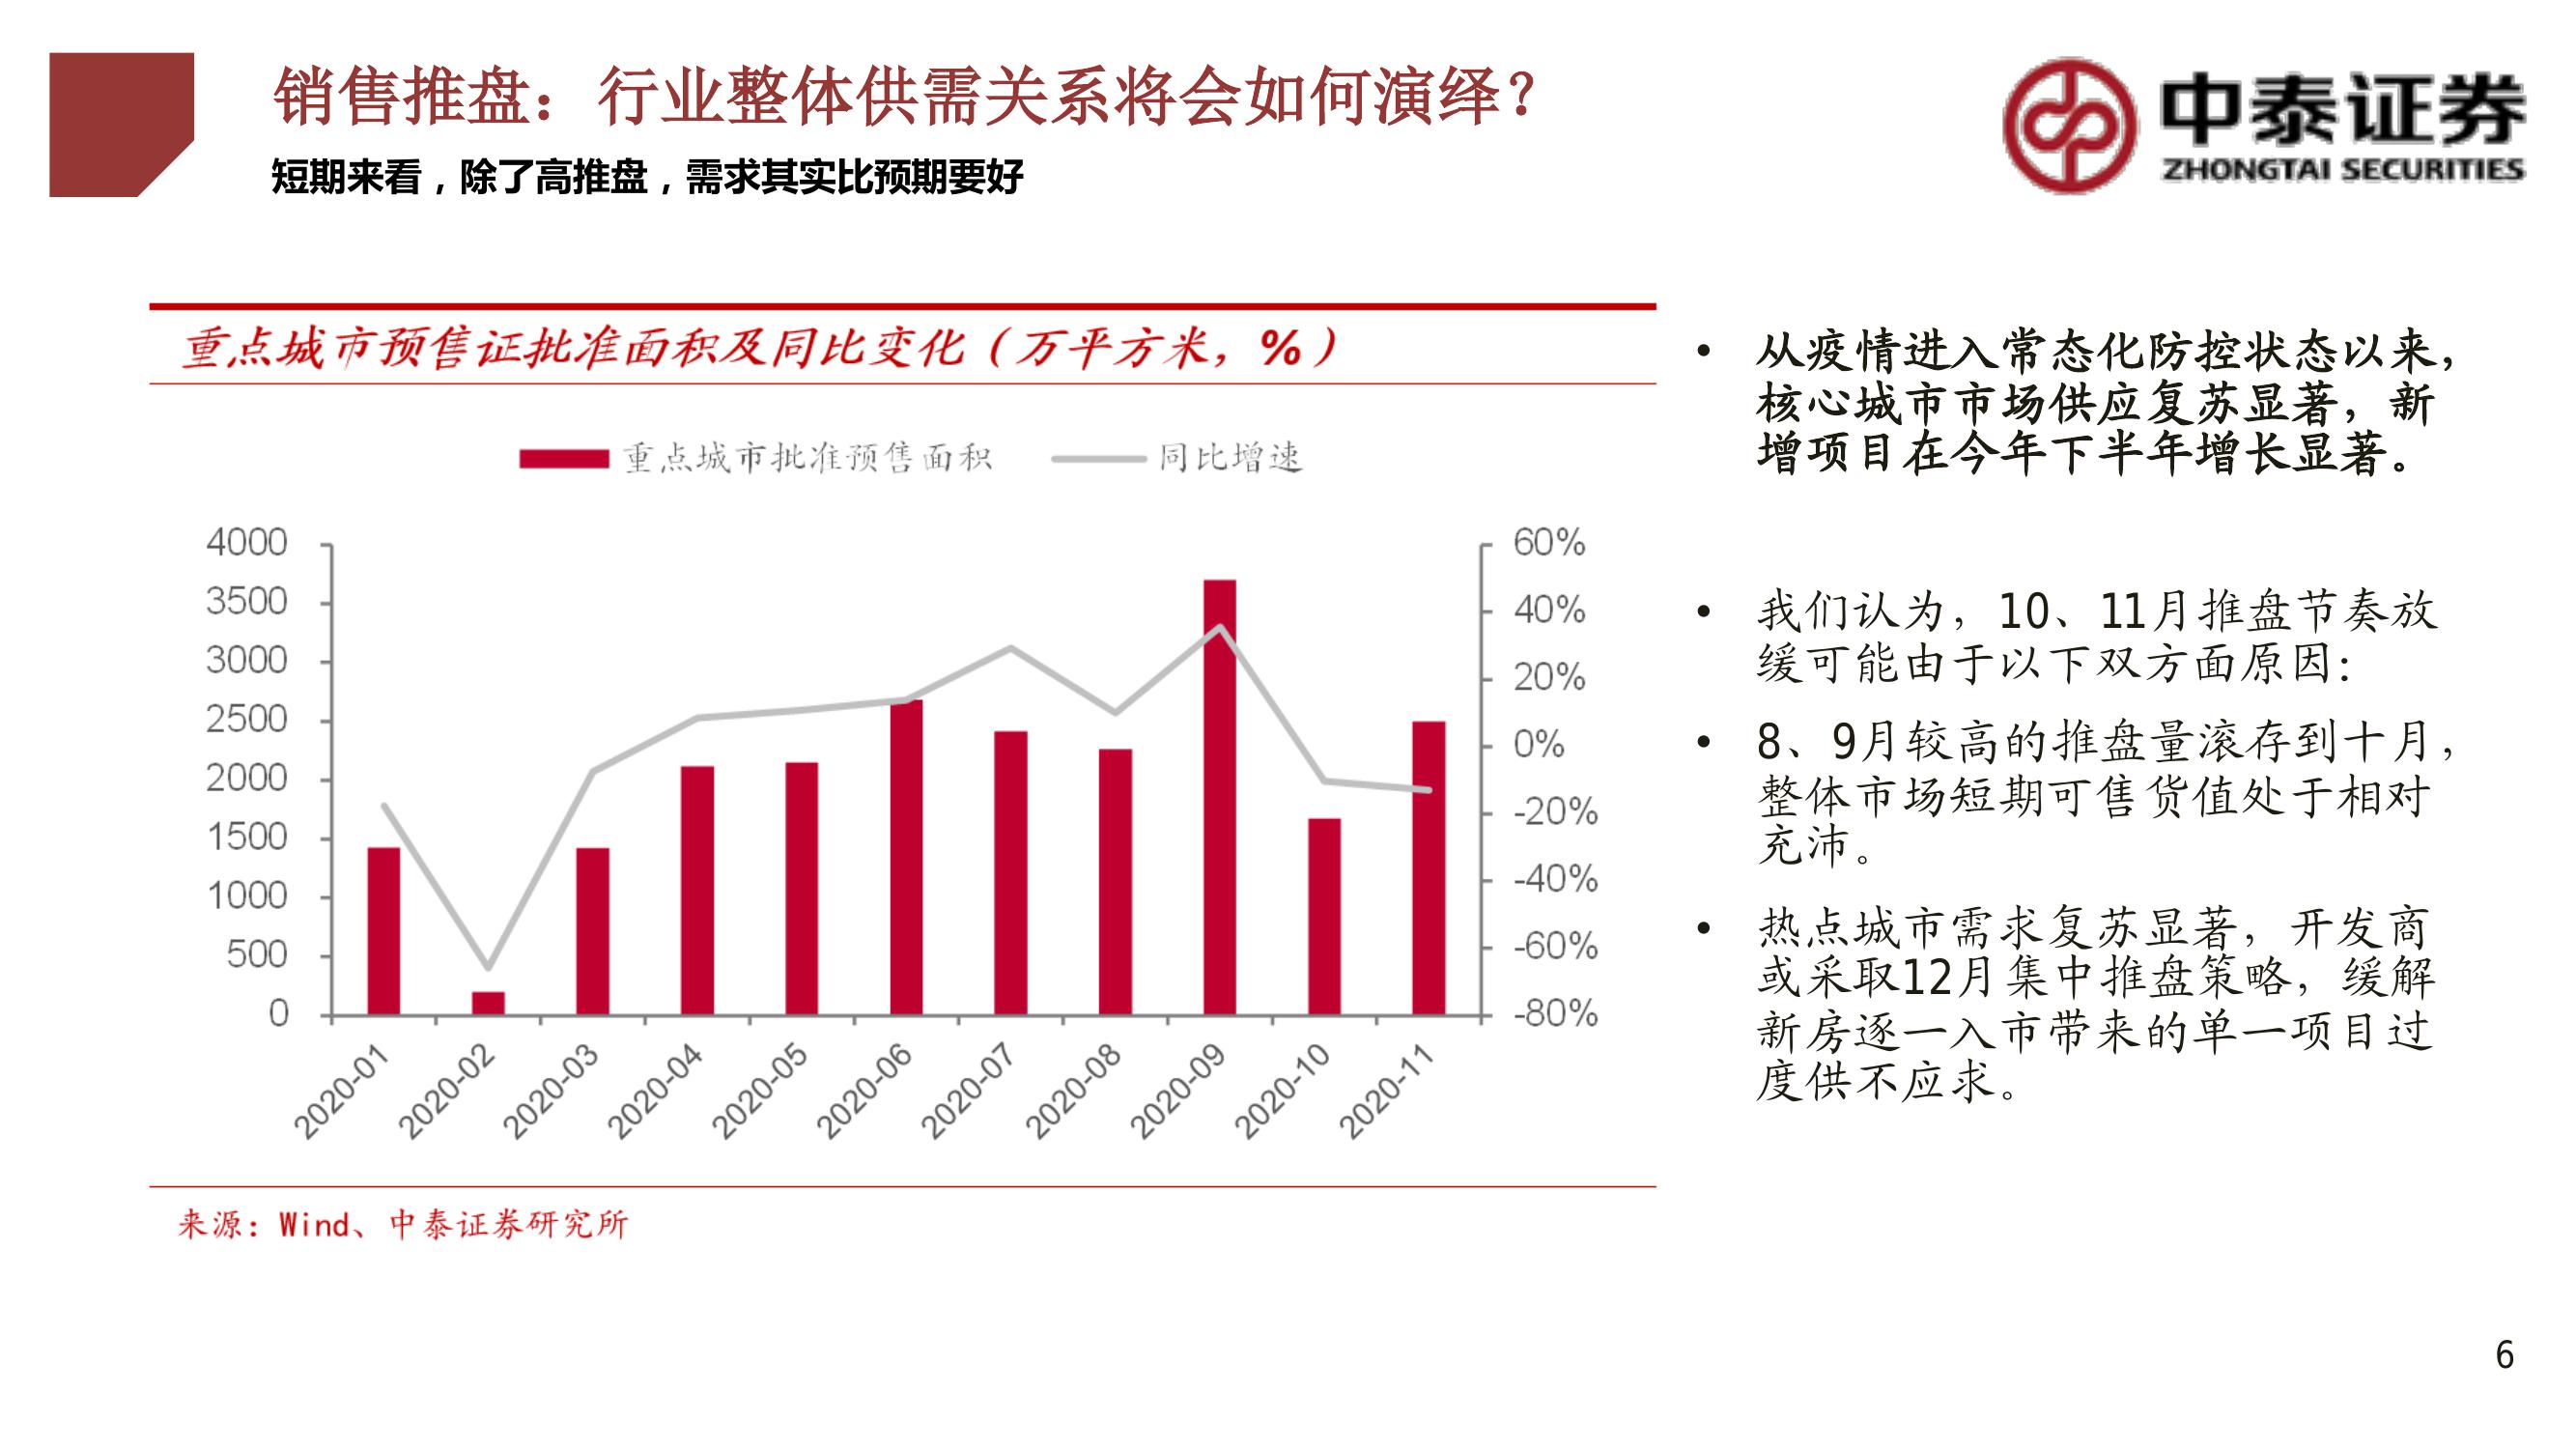 销售推盘：行业整体供需关系将会如何演绎？
短期来看，除了高推盘，需求其实比预期要好
中泰证券
ZHONGTAI SECURITIES
重点城市预售证批准面积及同比变化（万平方米，%）
重点城市批准预售面积 同比增速
4000
3500
3000
2500
2000
1500
1000
500
0
60%
40%
20%
0%
-20%
-40%
-60%
-80%
2020-01
2020-02
2020-03
2020-04
2020-05
2020-06
2020-07
2020-08
2020-09
2020-10
2020-11
来源：Wind、中泰证券研究所
• 从疫情进入常态化防控状态以来，
核心城市市场供应复苏显著，新
增项目在今年下半年增长显著。
• 我们认为，10、11月推盘节奏放
缓可能由于以下双方面原因：
• 8、9月较高的推盘量滚存到十月，
整体市场短期可售货值处于相对
充沛。
• 热点城市需求复苏显著，开发商
或采取12月集中推盘策略，缓解
新房逐一入市带来的单一项目过
度供不应求。
6